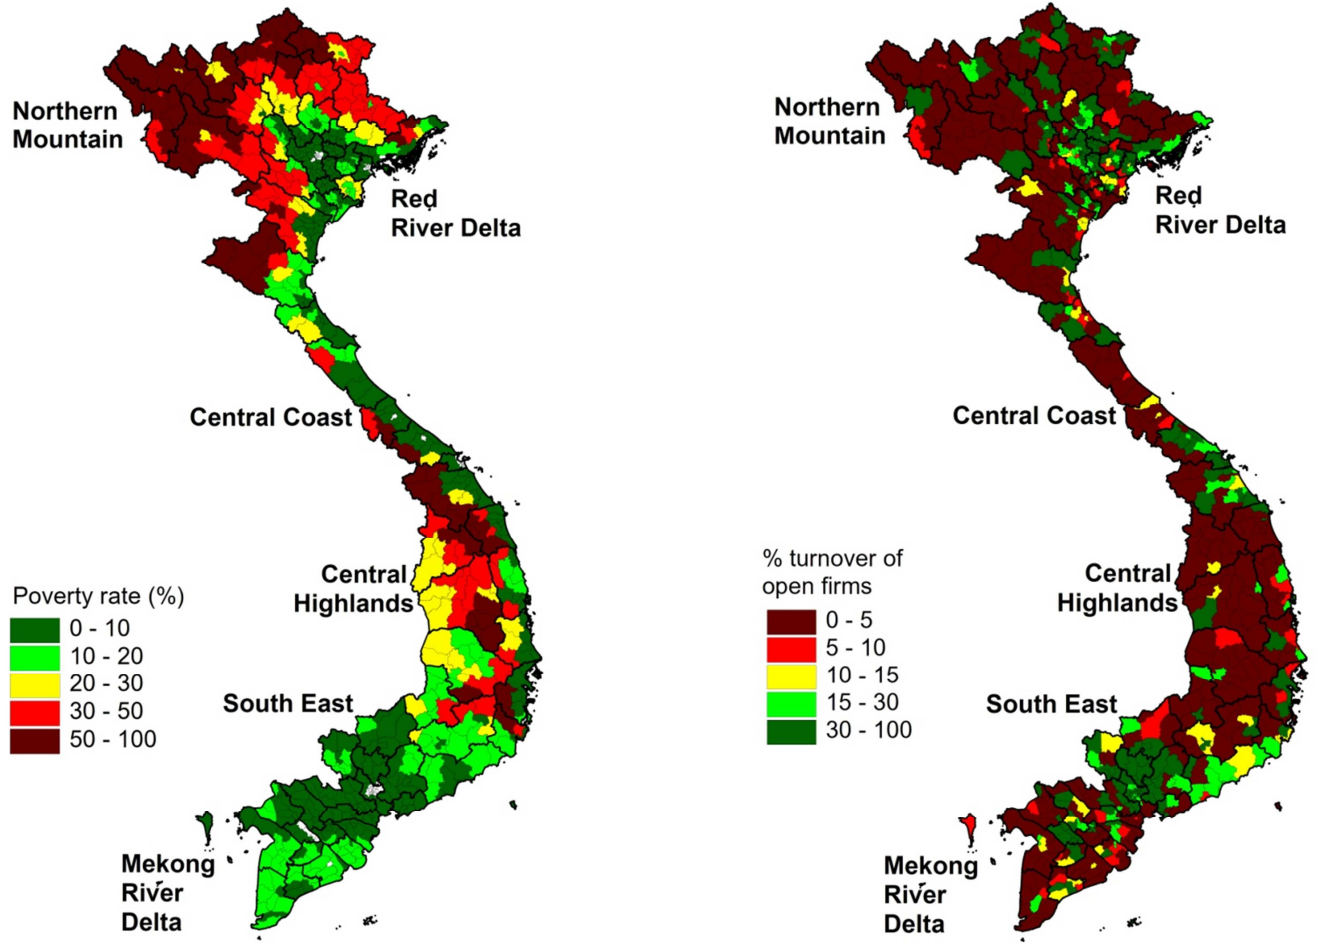 Northern
Mountain
Red
River Delta
Central Coast
Central
Highlands
Poverty rate (%)
0 - 10
10 - 20
20 - 30
30 - 50
50 - 100
South East
Mekong
River
Delta
Northern
Mountain
Red
River Delta
Central Coast
% turnover of
open firms
0 - 5
5 - 10
10 - 15
15 - 30
30 - 100
Central
Highlands
South East
Mekong
River
Delta